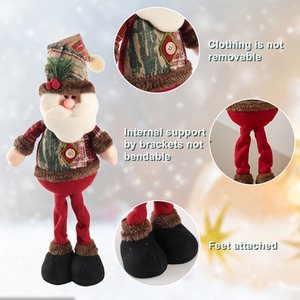 Clothing is not
removable
Internal support
by brackets not
bendable
Feet attached